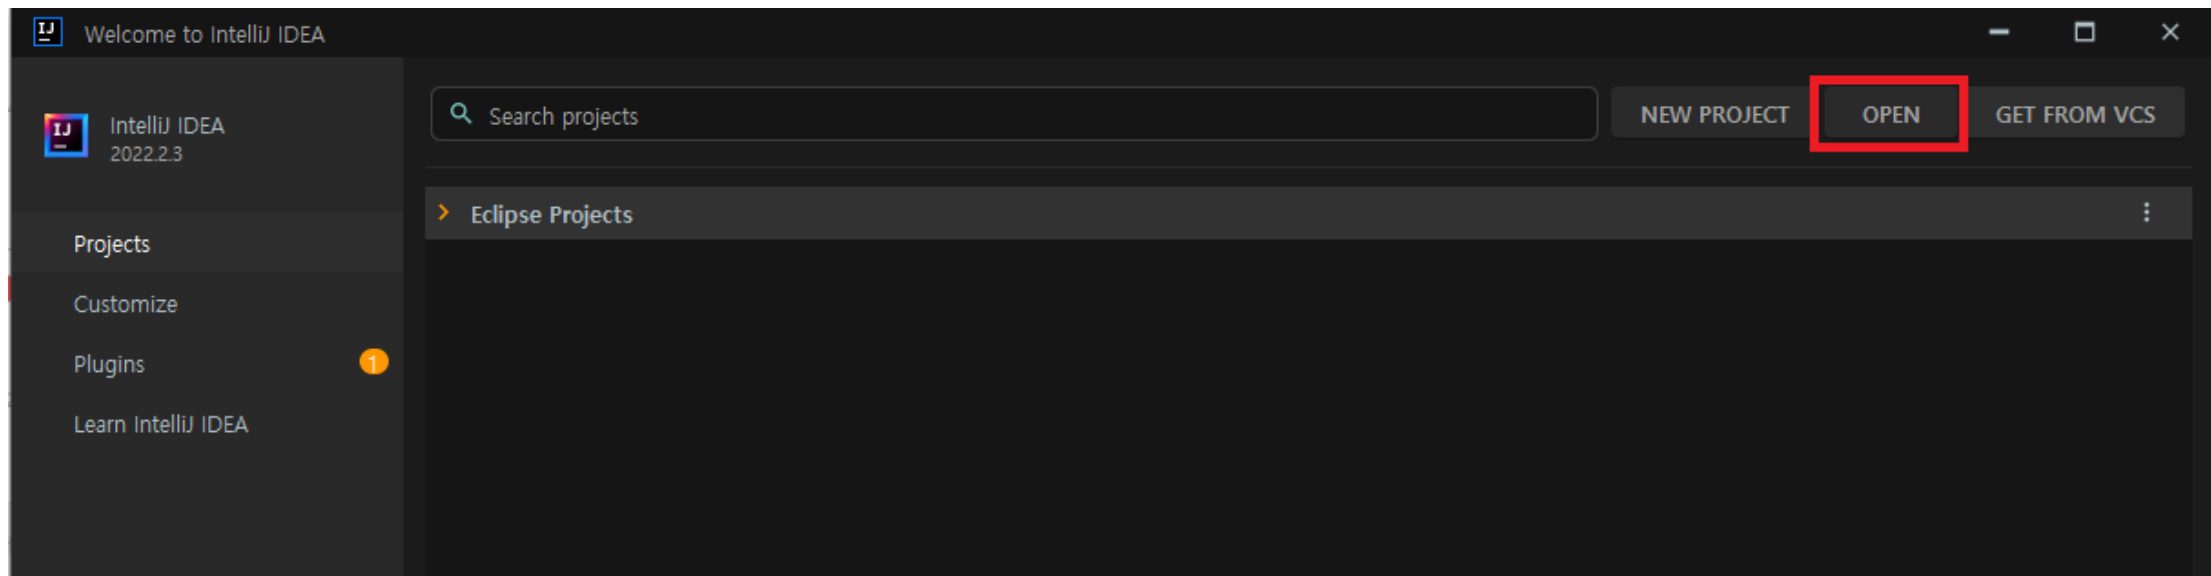 Welcome to IntelliJ IDEA
IntelliJ IDEA
2022.2.3
Search projects
NEW PROJECT
OPEN
GET FROM VCS
Eclipse Projects
Projects
Customize
Plugins
1
Learn IntelliJ IDEA